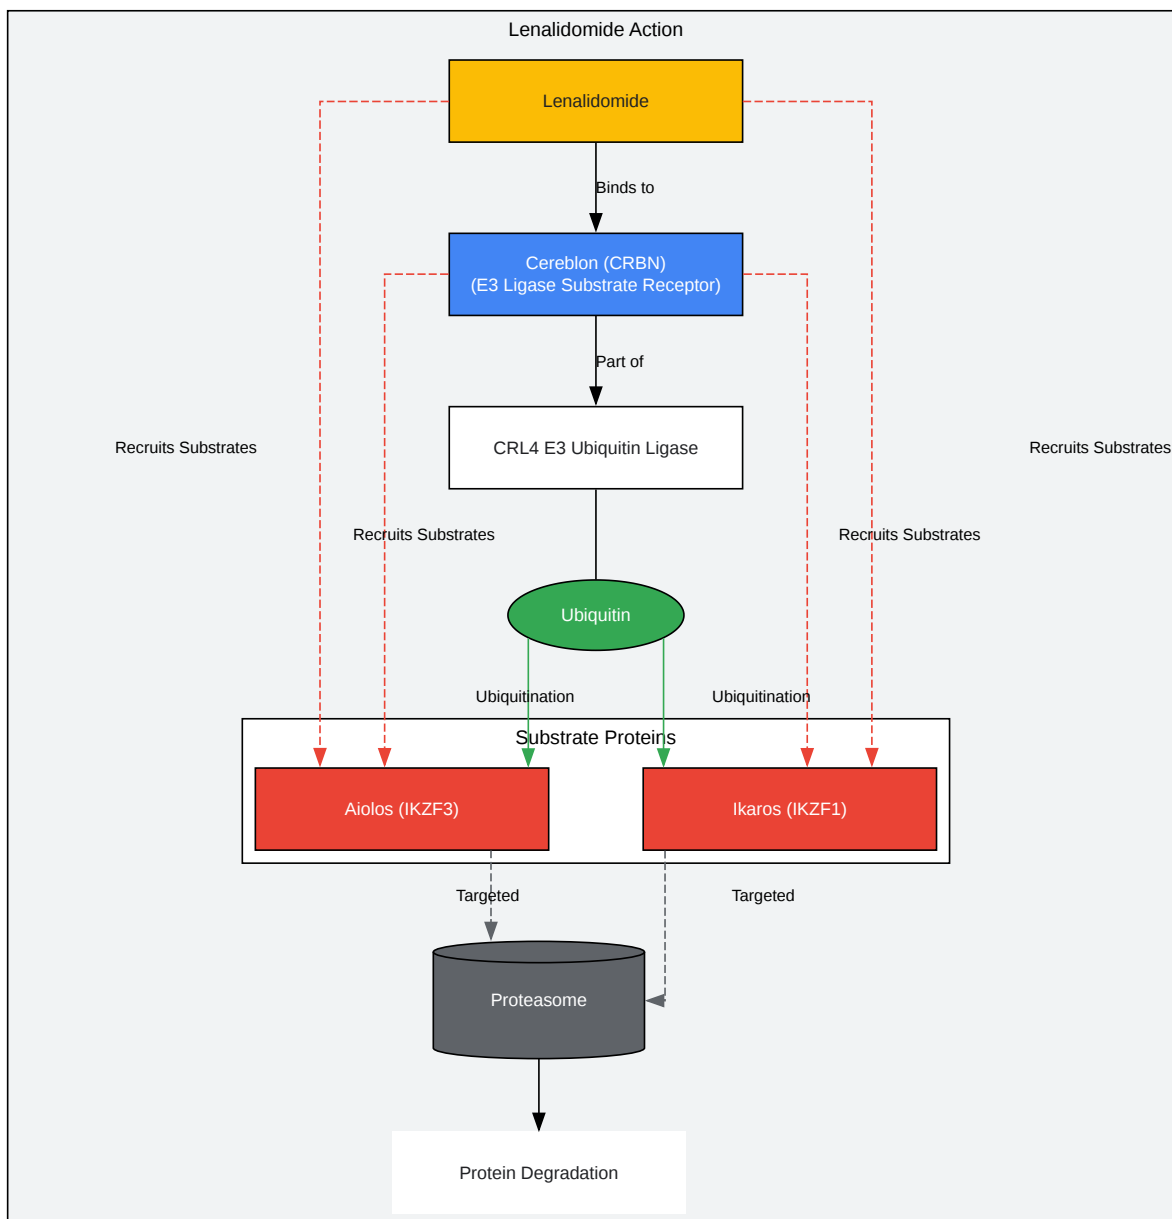 Lenalidomide Action
Lenalidomide
Binds to
Cereblon (CRBN)
(E3 Ligase Substrate Receptor)
Part of
CRL4 E3 Ubiquitin Ligase
Recruits Substrates
Recruits Substrates
Recruits Substrates
Recruits Substrates
Ubiquitin
Ubiquitination
Ubiquitination
Substrate Proteins
Aiolos (IKZF3)
Ikaros (IKZF1)
Targeted
Targeted
Proteasome
Protein Degradation